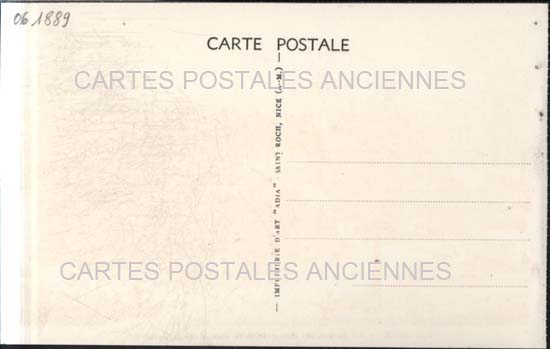 06 1889
CARTE POSTALE
CARTES POSTALES ANCIENNES
— IMPRIMERIE D'ART "ADIA" SAINT ROCH, NICE (A.-M.) —
CARTES POSTALES ANCIENNES